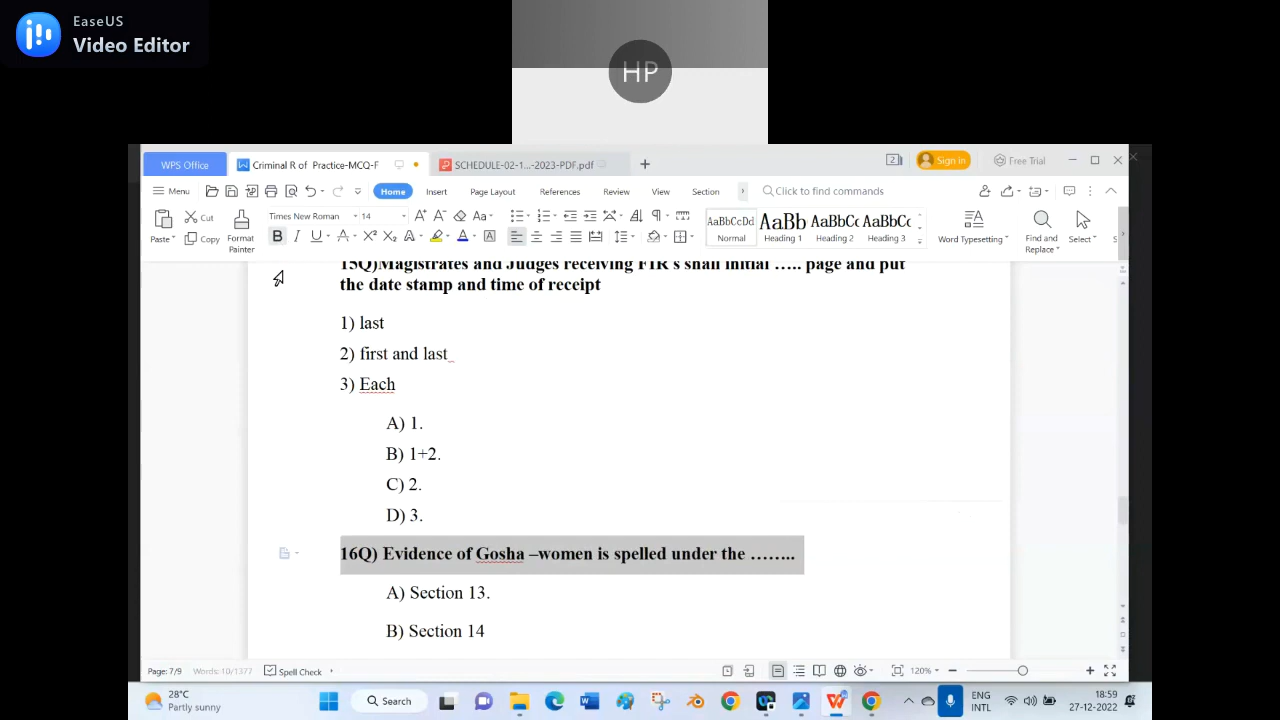 EaseUS
Video Editor
HP
WPS Office
Criminal R of Practice-MCQ-F
SCHEDULE-02-1...-2023-PDF.pdf
Sign in
Free Trial
Menu
Home
Insert
Page Layout
References
Review
View
Section
Click to find commands
Paste
Cut
Copy
Format
Painter
Times New Roman
14
AaBbCcDd
Normal
AaBb
Heading 1
AaBbCc
Heading 2
AaBbCc
Heading 3
Word Typesetting
Find and
Replace
Select
15Q)Magistrates and Judges receiving FIR's shall initial ….. page and put
the date stamp and time of receipt
1) last
2) first and last
3) Each
A) 1.
B) 1+2.
C) 2.
D) 3.
16Q) Evidence of Gosha –women is spelled under the ……..
A) Section 13.
B) Section 14
Page: 7/9
Words: 10/1377
Spell Check
120%
28°C
Partly sunny
Search
ENG
INTL
18:59
27-12-2022